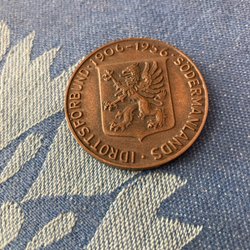 SÖDERMANLANDS · IDROTTSFÖRBUND · 1906-1956 ·